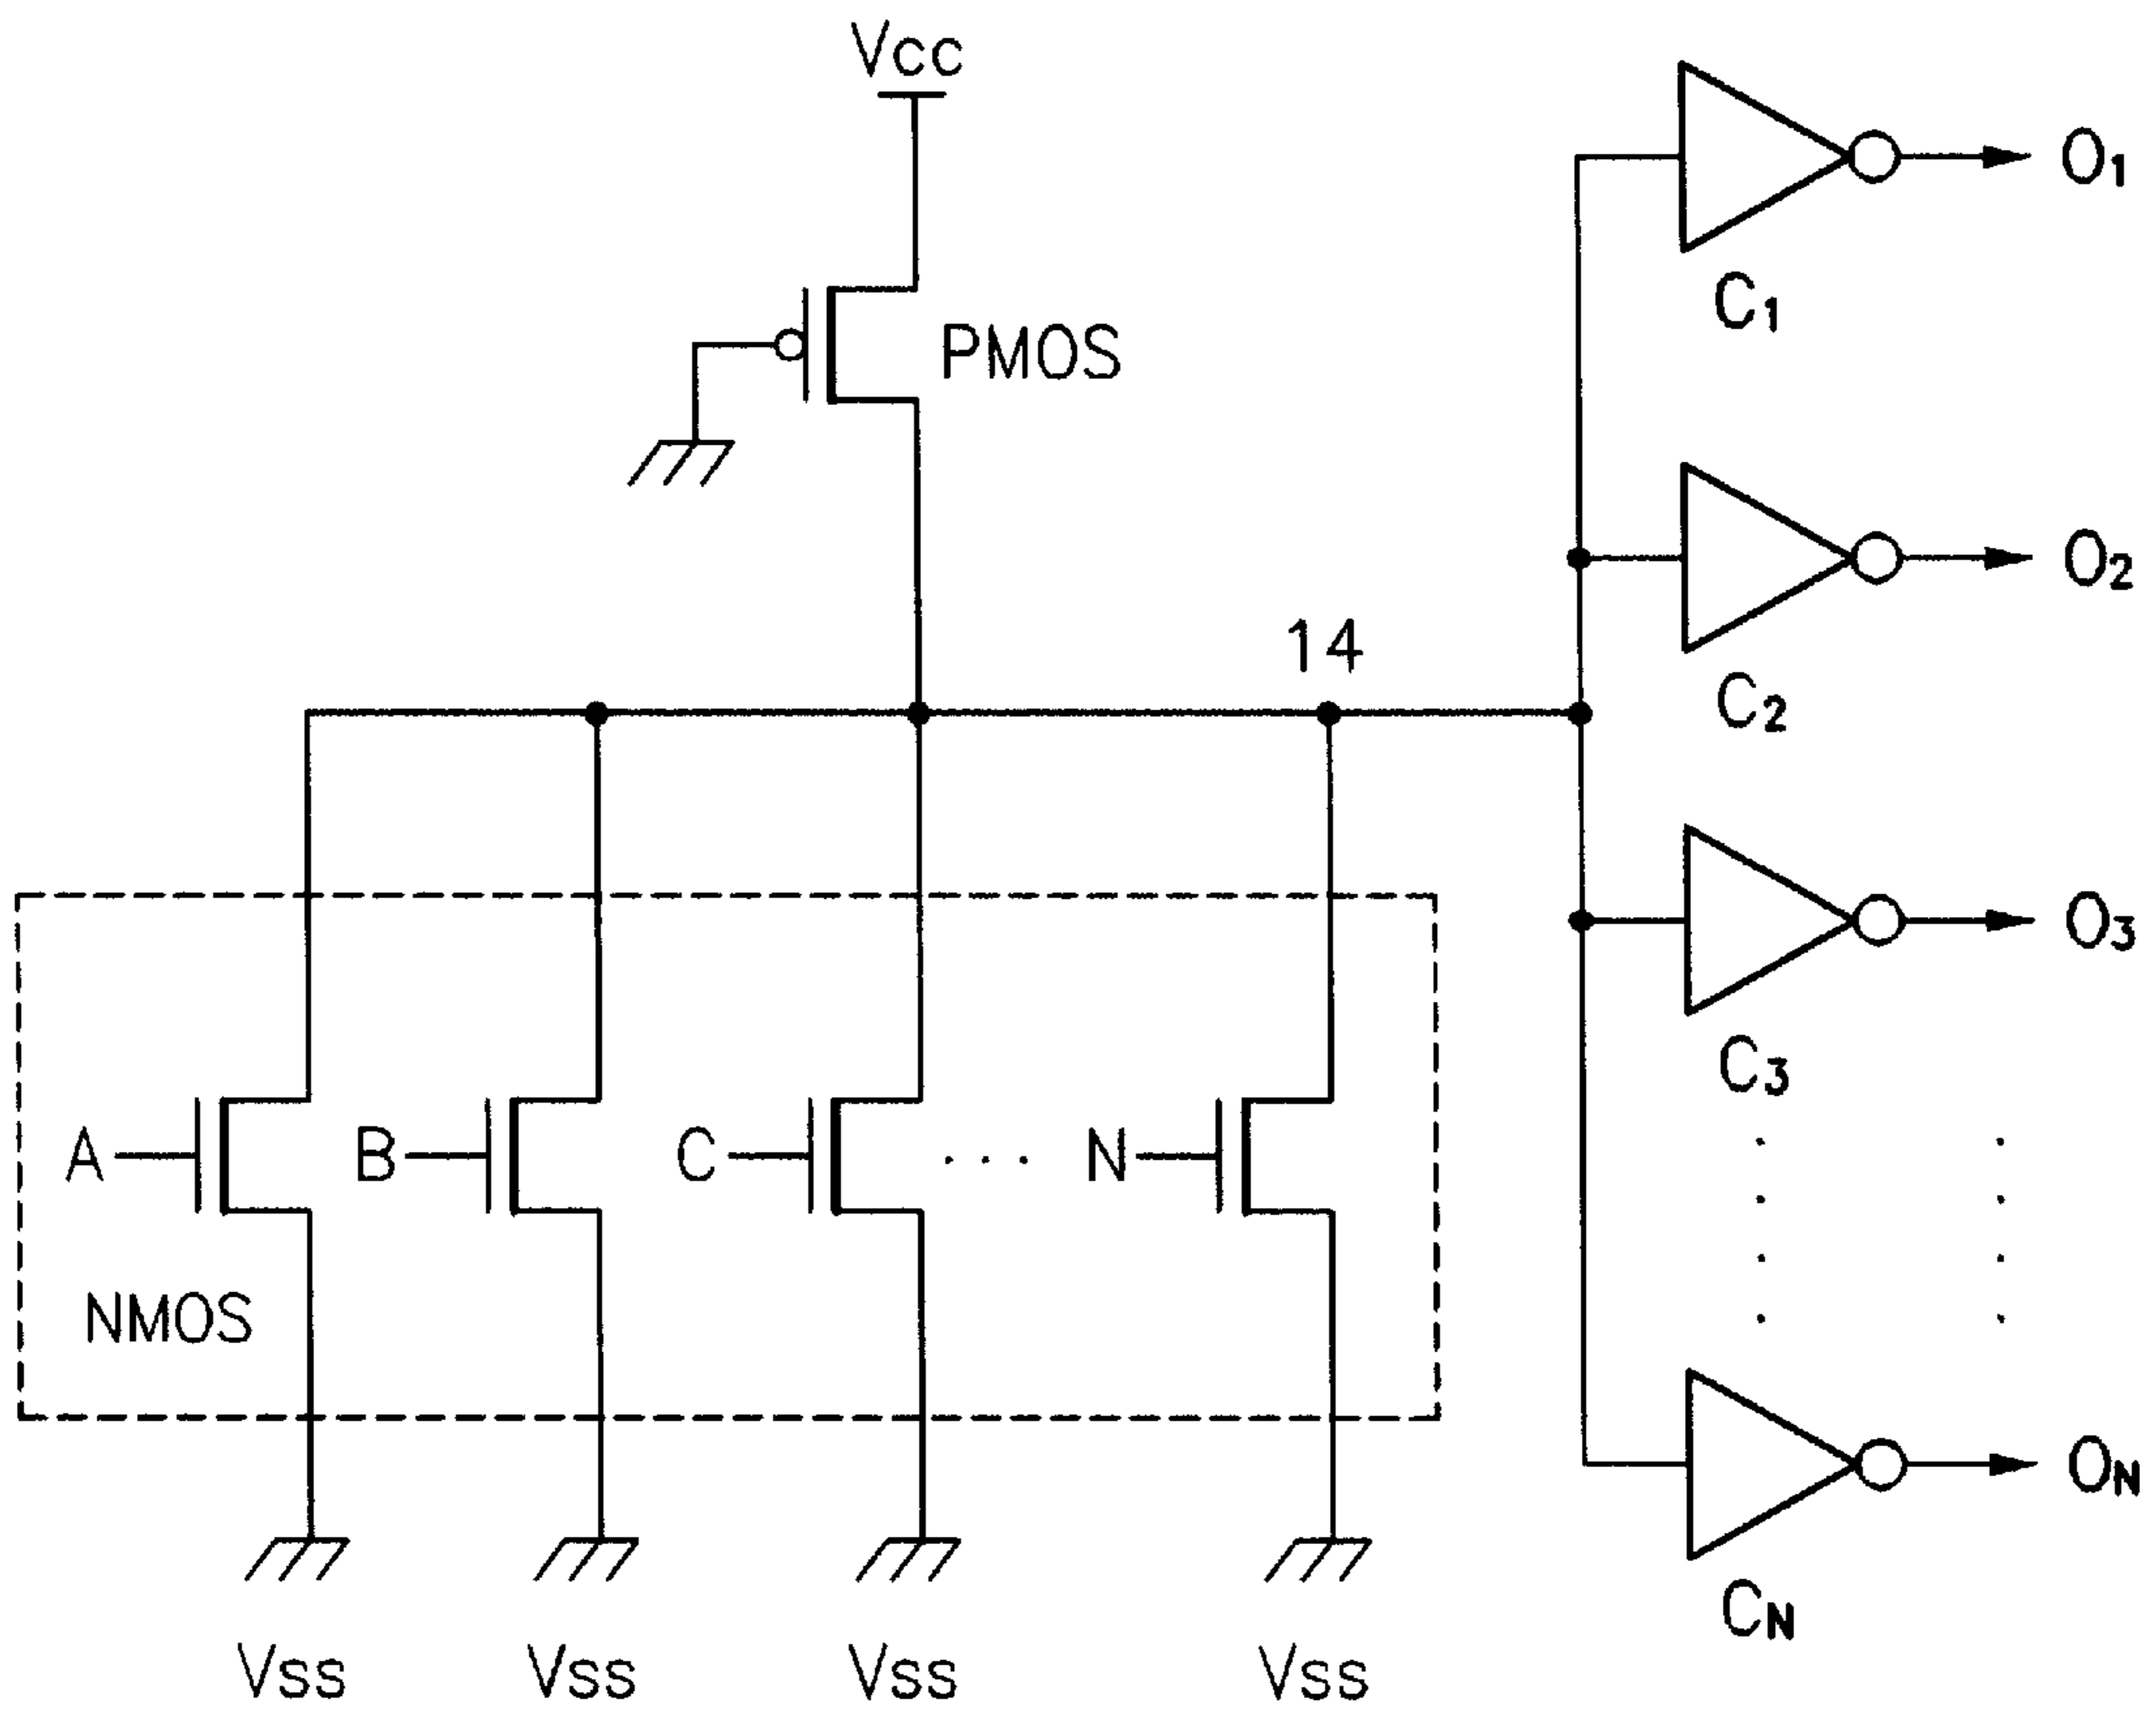 Vcc
O1
C1
PMOS
O2
14
C2
O3
C3
A
B
C
. . .
N
NMOS
ON
CN
Vss
Vss
Vss
Vss